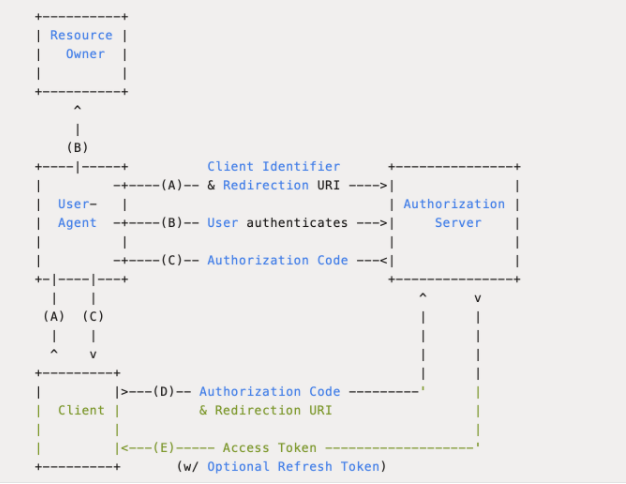 +----------+
| Resource |
|   Owner  |
|          |
+----------+
     ^
     |
    (B)
+----|-----+          Client Identifier      +---------------+
|         -+----(A)-- & Redirection URI ---->|               |
|  User-   |                                 | Authorization |
|  Agent  -+----(B)-- User authenticates --->|     Server    |
|          |                                 |               |
|         -+----(C)-- Authorization Code ---<|               |
+-|----|---+                                 +---------------+
  |    |                                         ^      v
 (A)  (C)                                        |      |
  |    |                                         |      |
  ^    v                                         |      |
+---------+                                      |      |
|         |>---(D)-- Authorization Code ---------'      |
|  Client |          & Redirection URI                  |
|         |                                             |
|         |<---(E)----- Access Token -------------------'
+---------+       (w/ Optional Refresh Token)